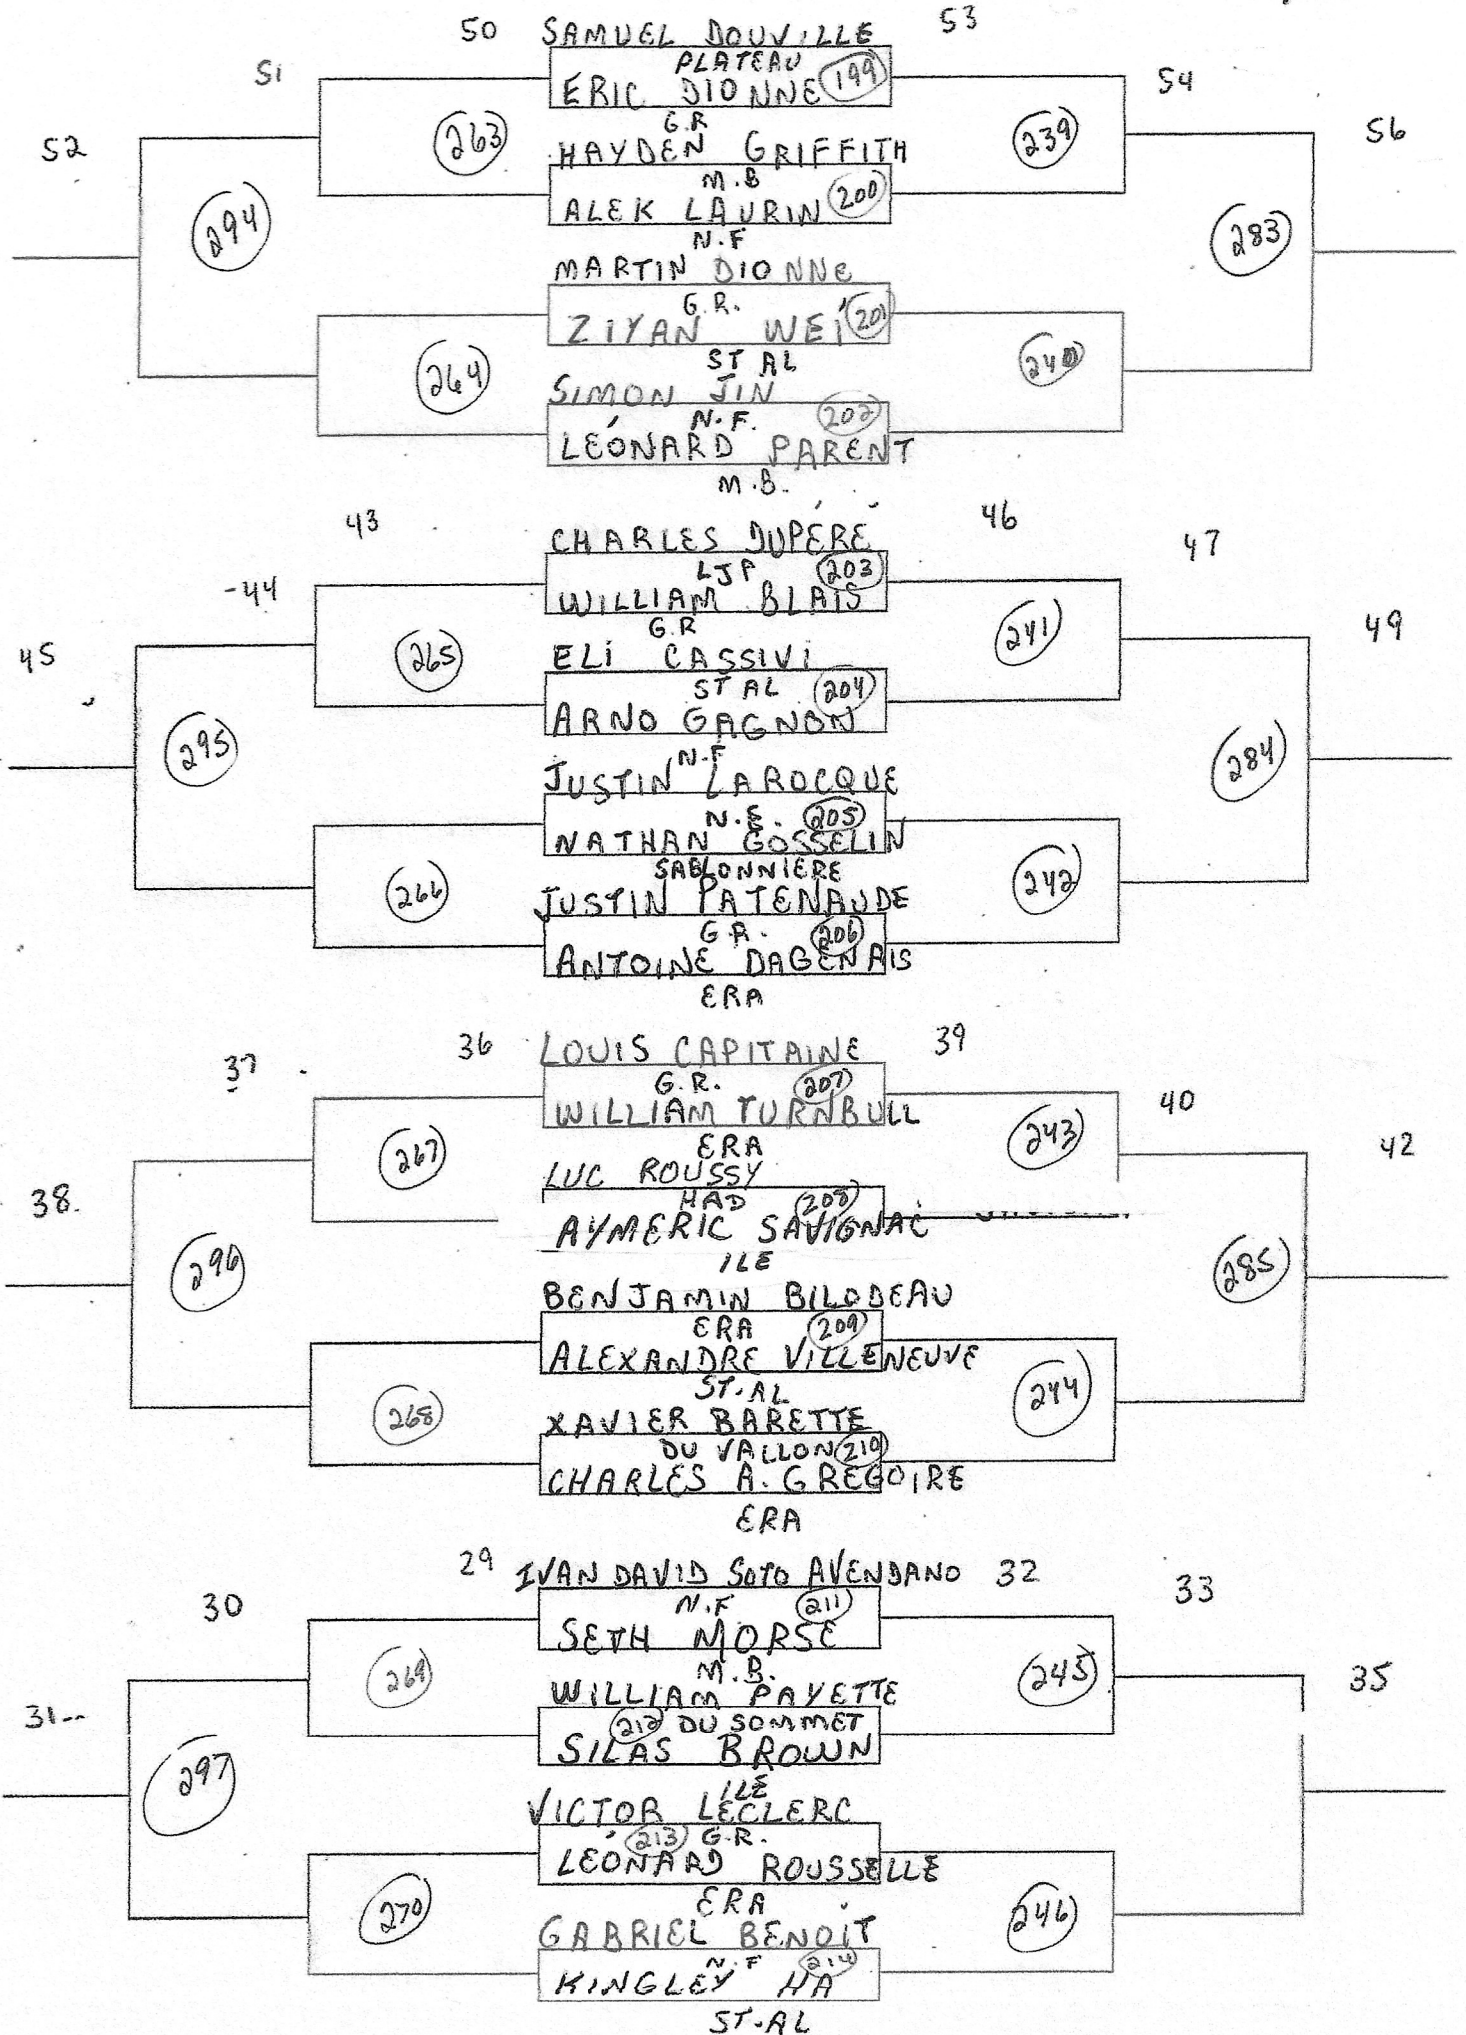 50 SAMUEL DOUVILLE 53
51 PLATEAU 54
ERIC DIONNE 199
G.R
52 263 HAYDEN GRIFFITH 239 56
M.B
ALEK LAURIN 200
294 N.F 283
MARTIN DIONNE
G.R.
ZIYAN WEI 201
ST AL
264 SIMON JIN 240
N.F. 202
LÉONARD PARENT
M.B.
43 CHARLES DUPÉRÉ 46
-44 LJP 203 47
WILLIAM BLAIS
G.R
45 265 ELI CASSIVI 241 49
ST AL 204
ARNO GAGNON
295 N.F 284
JUSTIN LAROCQUE
N.E. 205
NATHAN GOSSELIN
SABLONNIÈRE
266 JUSTIN PATENAUDE 242
G.R. 206
ANTOINE DAGENAIS
ERA
36 LOUIS CAPITAINE 39
37 G.R. 207 40
WILLIAM TURNBULL
267 ERA 243 42
LUC ROUSSY
38. HAD 208
AYMERIC SAVIGNAC
296 ILE 285
BENJAMIN BILODEAU
ERA 209
ALEXANDRE VILLENEUVE
ST.AL
268 XAVIER BARETTE 244
DU VALLON 210
CHARLES A. GREGOIRE
ERA
29 IVAN DAVID SOTO AVENDANO 32
30 N.F 211 33
SETH MORSE
269 M.B. 245 35
WILLIAM PAYETTE
31-- 212 DU SOMMET
SILAS BROWN
297 ILE
VICTOR LECLERC
213 G.R.
LÉONARD ROUSSELLE
270 ERA 246
GABRIEL BENOIT
N.F 214
KINGLEY HA
ST.AL